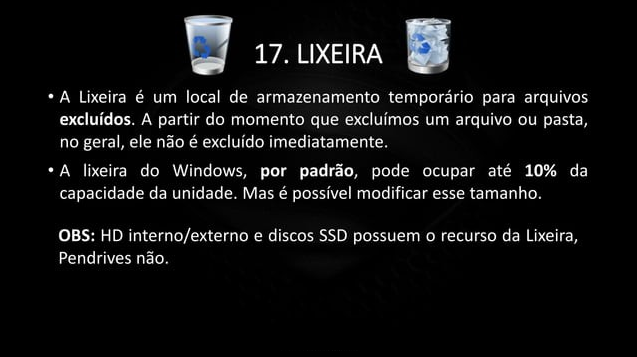 17. LIXEIRA
• A Lixeira é um local de armazenamento temporário para arquivos
excluídos. A partir do momento que excluímos um arquivo ou pasta,
no geral, ele não é excluído imediatamente.
• A lixeira do Windows, por padrão, pode ocupar até 10% da
capacidade da unidade. Mas é possível modificar esse tamanho.
OBS: HD interno/externo e discos SSD possuem o recurso da Lixeira,
Pendrives não.